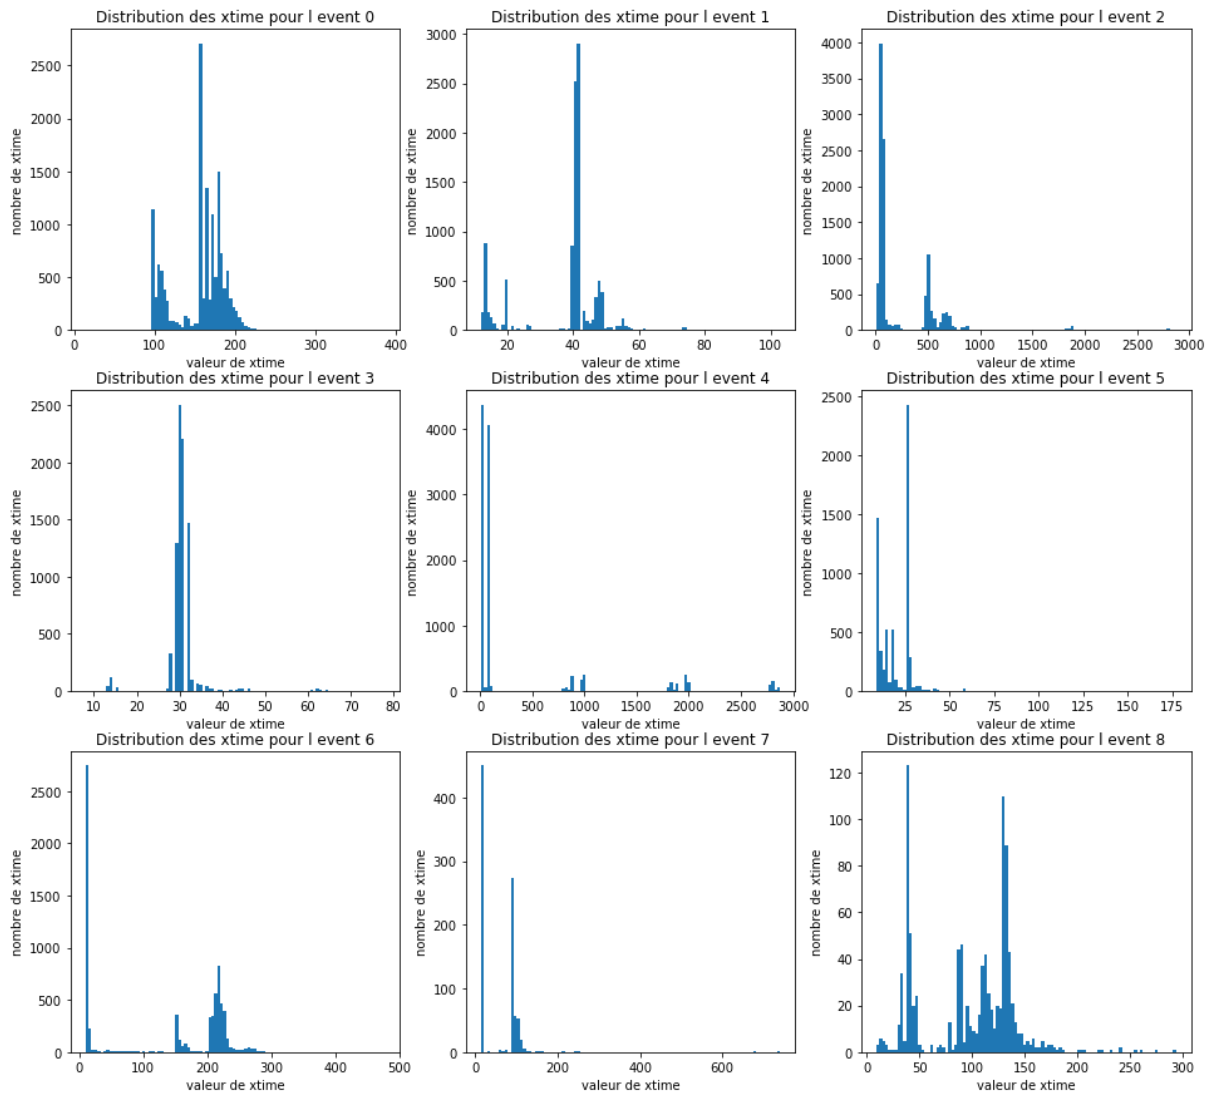 Distribution des xtime pour l event 0
nombre de xtime
2500
2000
1500
1000
500
0
0 100 200 300 400
valeur de xtime
Distribution des xtime pour l event 1
nombre de xtime
3000
2500
2000
1500
1000
500
0
20 40 60 80 100
valeur de xtime
Distribution des xtime pour l event 2
nombre de xtime
4000
3500
3000
2500
2000
1500
1000
500
0
0 500 1000 1500 2000 2500 3000
valeur de xtime
Distribution des xtime pour l event 3
nombre de xtime
2500
2000
1500
1000
500
0
10 20 30 40 50 60 70 80
valeur de xtime
Distribution des xtime pour l event 4
nombre de xtime
4000
3000
2000
1000
0
0 500 1000 1500 2000 2500 3000
valeur de xtime
Distribution des xtime pour l event 5
nombre de xtime
2500
2000
1500
1000
500
0
25 50 75 100 125 150 175
valeur de xtime
Distribution des xtime pour l event 6
nombre de xtime
2500
2000
1500
1000
500
0
0 100 200 300 400 500
valeur de xtime
Distribution des xtime pour l event 7
nombre de xtime
400
300
200
100
0
0 200 400 600
valeur de xtime
Distribution des xtime pour l event 8
nombre de xtime
120
100
80
60
40
20
0
0 50 100 150 200 250 300
valeur de xtime